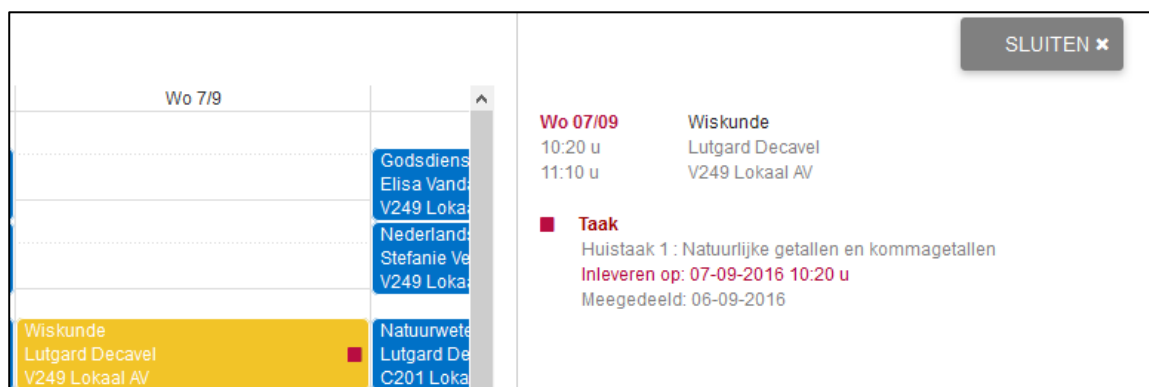 SLUITEN ✖
Wo 7/9
Godsdiens
Elisa Vand
V249 Loka
Nederland
Stefanie Ve
V249 Loka
Wiskunde
Lutgard Decavel
V249 Lokaal AV
Natuurwete
Lutgard De
C201 Loka
Wo 07/09 Wiskunde
10:20 u Lutgard Decavel
11:10 u V249 Lokaal AV
Taak
Huistaak 1 : Natuurlijke getallen en kommagetallen
Inleveren op: 07-09-2016 10:20 u
Meegedeeld: 06-09-2016